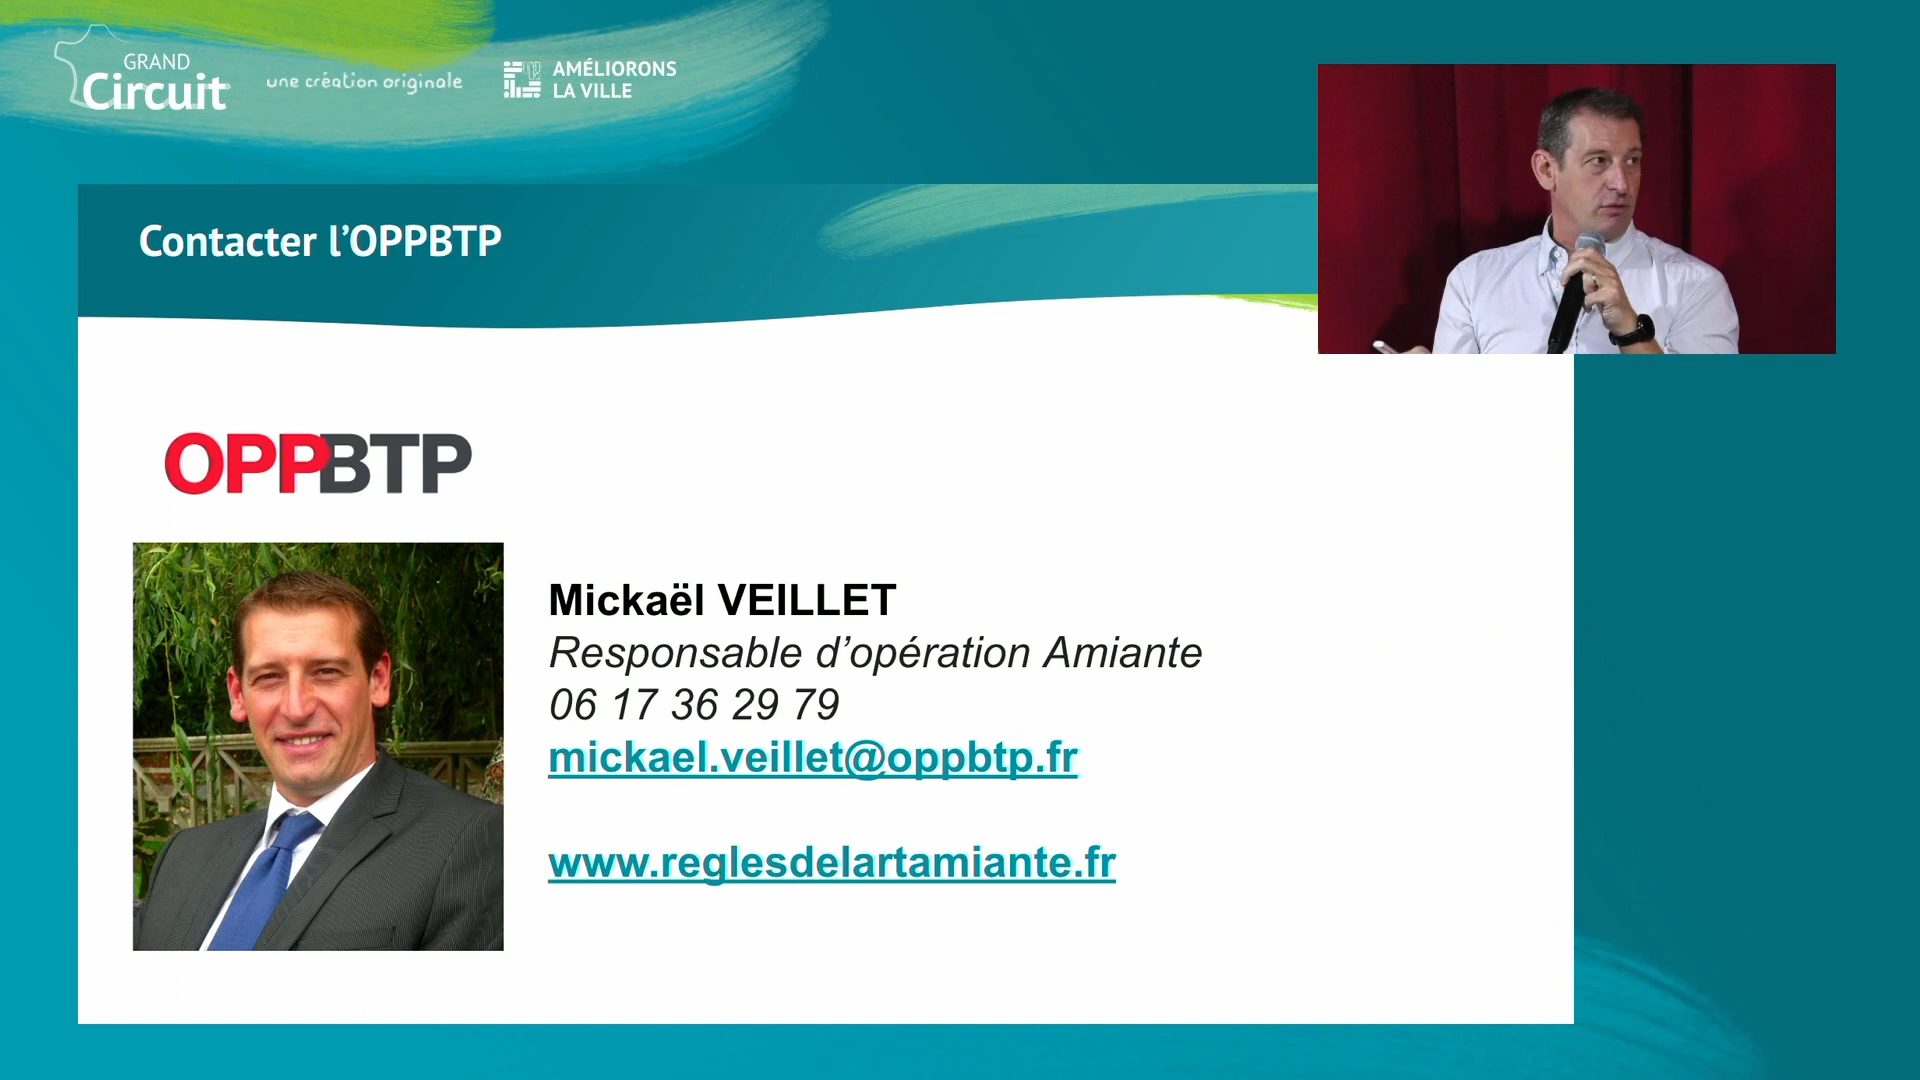 GRAND
Circuit
une création originale
AMÉLIORONS
LA VILLE
Contacter l’OPPBTP
OPPBTP
Mickaël VEILLET
Responsable d’opération Amiante
06 17 36 29 79
mickael.veillet@oppbtp.fr
www.reglesdelartamiante.fr